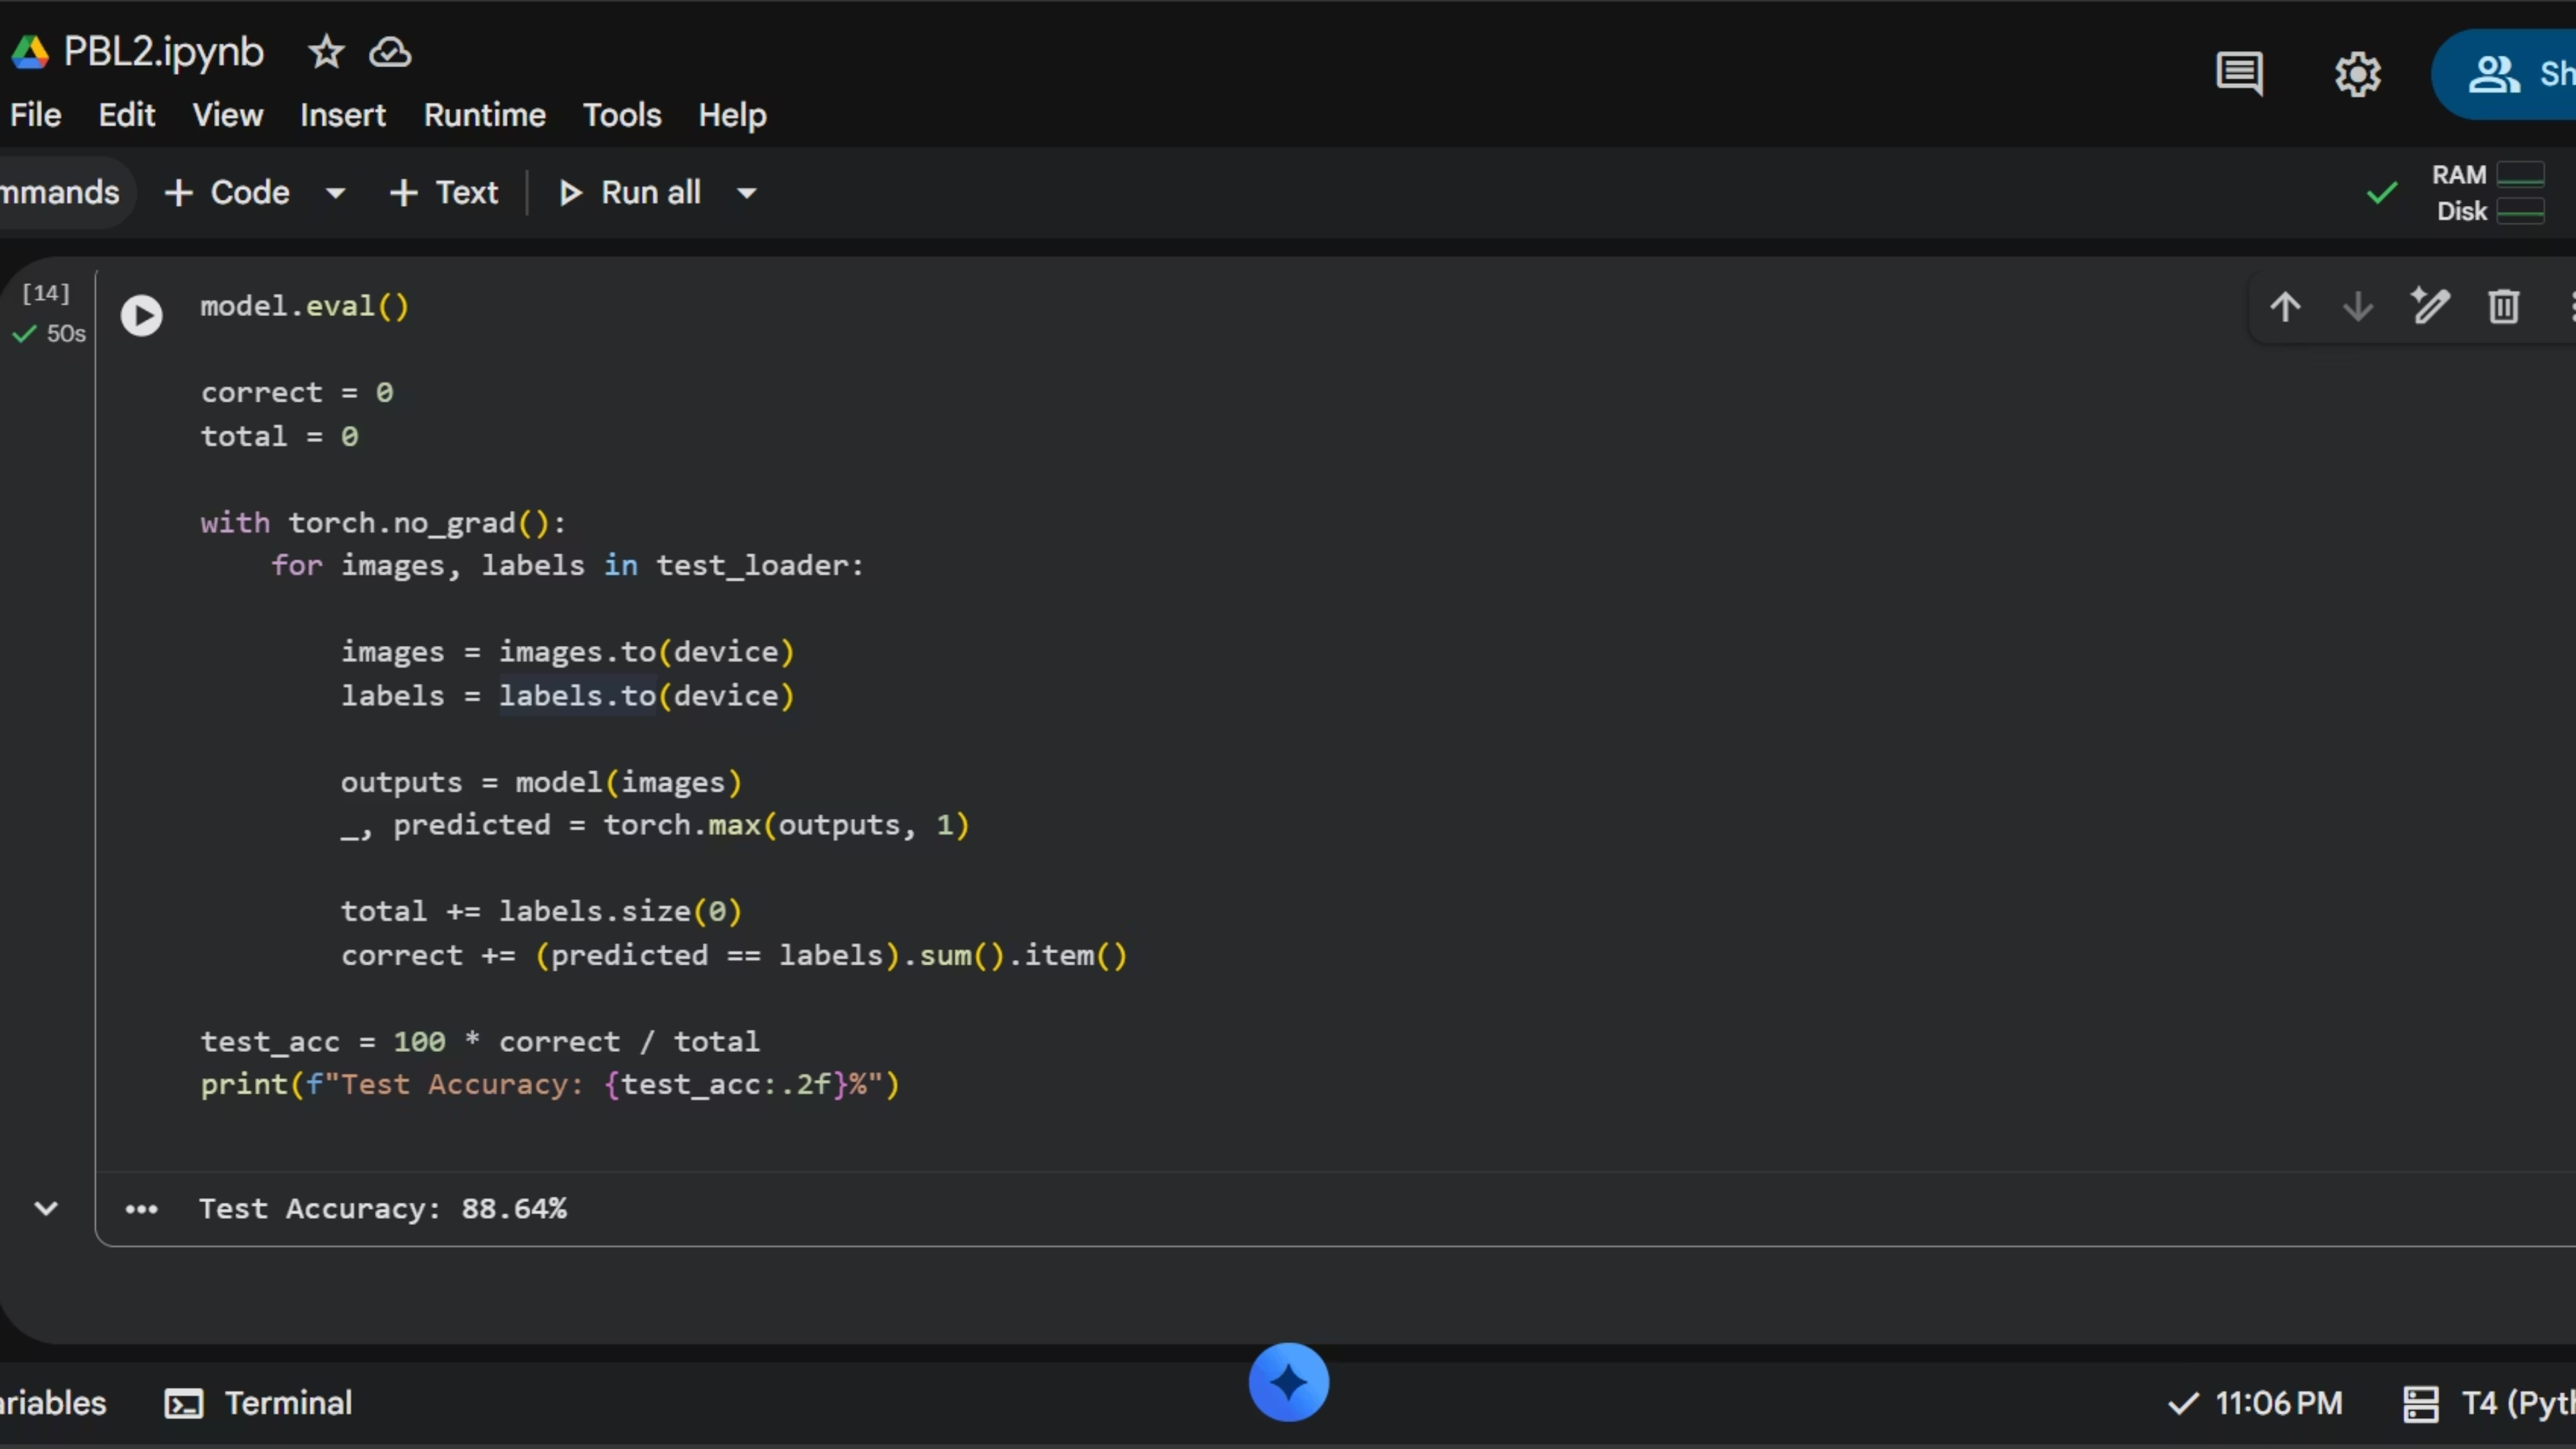 PBL2.ipynb
File Edit View Insert Runtime Tools Help
mmands + Code + Text Run all
RAM
Disk
[14]
50s
model.eval()
correct = 0
total = 0
with torch.no_grad():
    for images, labels in test_loader:
        images = images.to(device)
        labels = labels.to(device)
        outputs = model(images)
        _, predicted = torch.max(outputs, 1)
        total += labels.size(0)
        correct += (predicted == labels).sum().item()
test_acc = 100 * correct / total
print(f"Test Accuracy: {test_acc:.2f}%")
Test Accuracy: 88.64%
ariables Terminal 11:06 PM T4 (Pyth